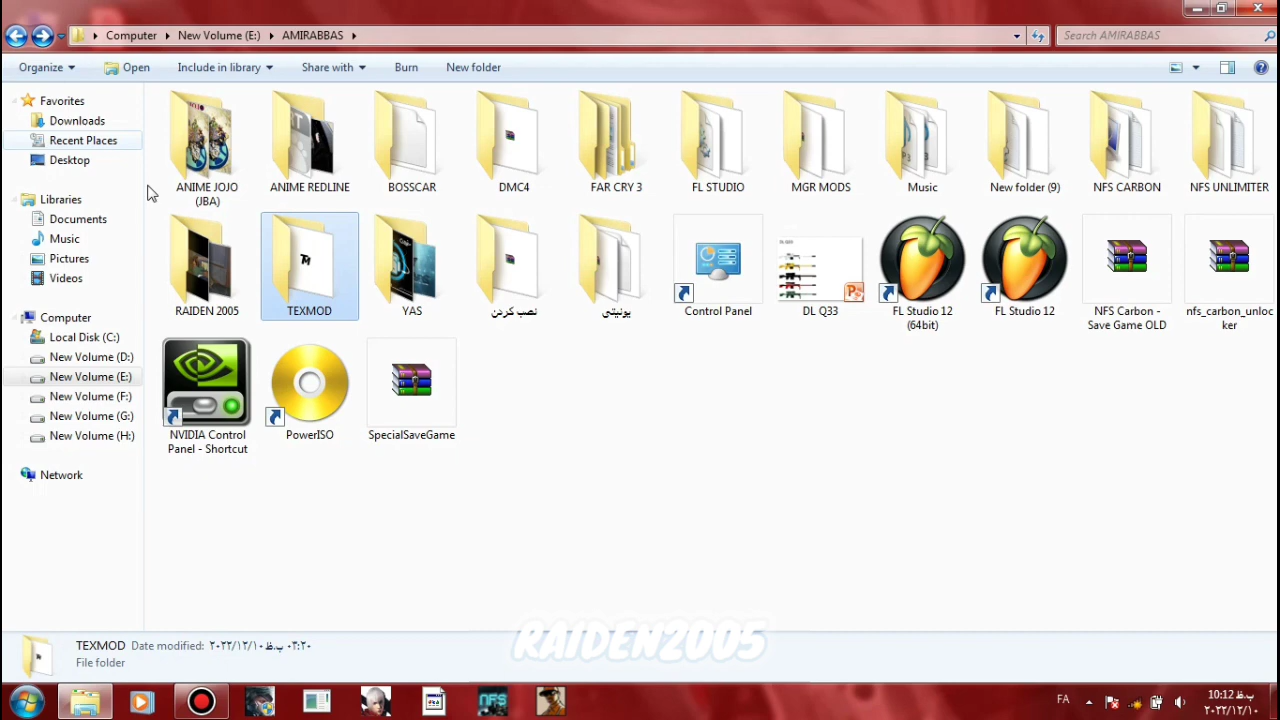 Computer
New Volume (E:)
AMIRABBAS
Search AMIRABBAS
Organize
Open
Include in library
Share with
Burn
New folder
Favorites
Downloads
Recent Places
Desktop
Libraries
Documents
Music
Pictures
Videos
Computer
Local Disk (C:)
New Volume (D:)
New Volume (E:)
New Volume (F:)
New Volume (G:)
New Volume (H:)
Network
ANIME JOJO
(JBA)
ANIME REDLINE
BOSSCAR
DMC4
FAR CRY 3
FL STUDIO
MGR MODS
Music
New folder (9)
NFS CARBON
NFS UNLIMITER
RAIDEN 2005
TEXMOD
YAS
نصب کردن
یونیتی
Control Panel
DL Q33
FL Studio 12
(64bit)
FL Studio 12
NFS Carbon -
Save Game OLD
nfs_carbon_unlo
ker
NVIDIA Control
Panel - Shortcut
PowerISO
SpecialSaveGame
TEXMOD
Date modified: ۲۰۲۲/۱۲/۱۰ ب.ظ ۰۳:۲۰
File folder
RAIDEN2005
NFS
FA
ب.ظ 10:12
۲۰۲۲/۱۲/۱۰